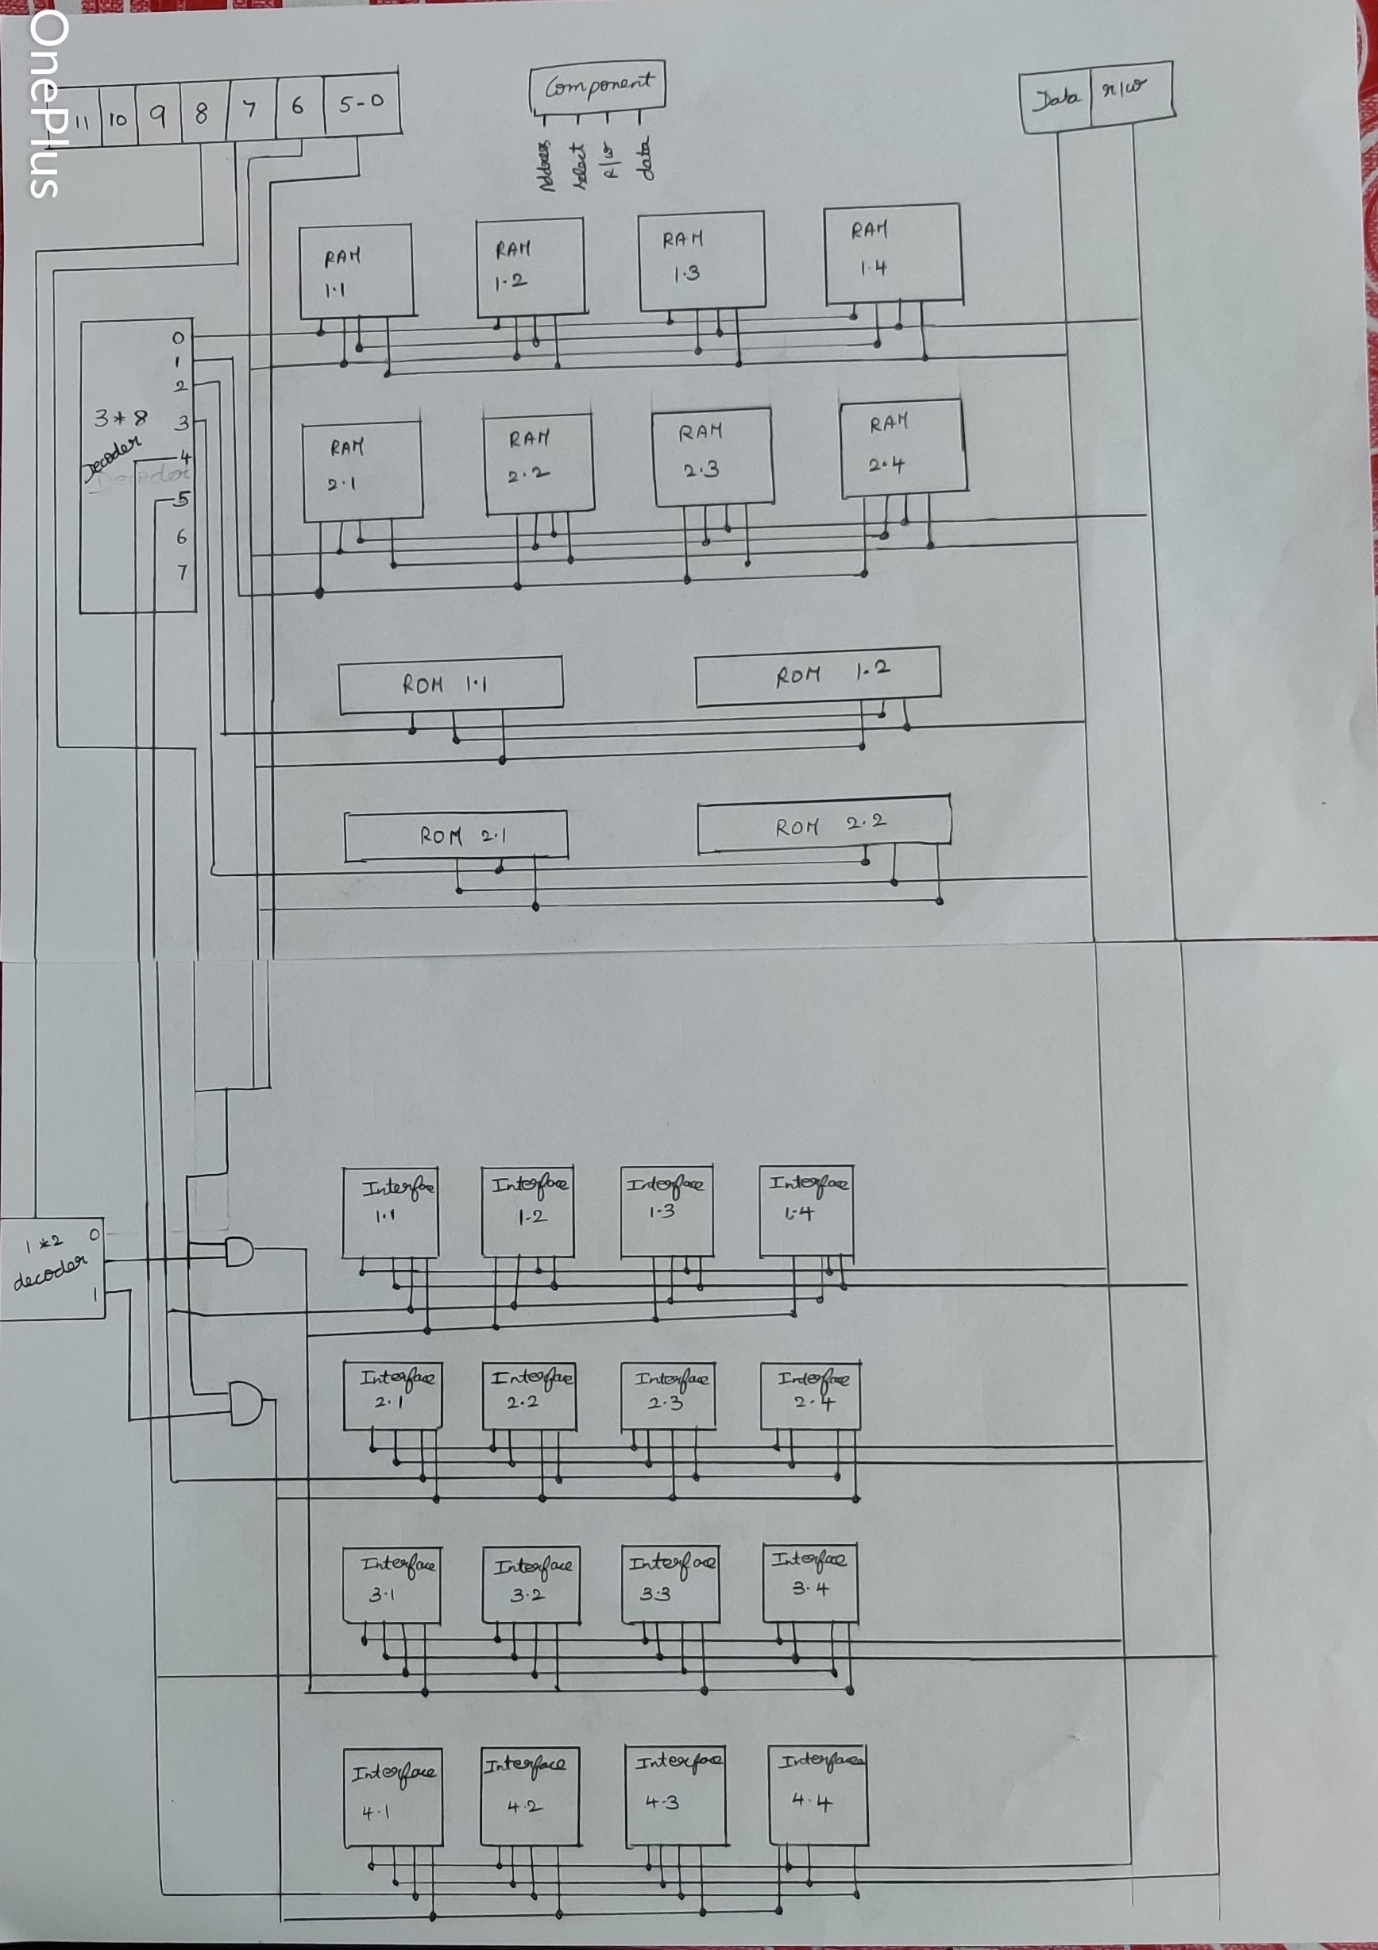 OnePlus
11 10 9 8 7 6 5-0
Component
Address
select
R/W
data
Data r/w
RAM
1.1
RAM
1.2
RAM
1.3
RAM
1.4
0
1
2
3
4
5
6
7
3*8
Decoder
Decoder
RAM
2.1
RAM
2.2
RAM
2.3
RAM
2.4
ROM 1.1
ROM 1.2
ROM 2.1
ROM 2.2
1*2
decoder
0
1
Interface
1.1
Interface
1.2
Interface
1.3
Interface
1.4
Interface
2.1
Interface
2.2
Interface
2.3
Interface
2.4
Interface
3.1
Interface
3.2
Interface
3.3
Interface
3.4
Interface
4.1
Interface
4.2
Interface
4.3
Interface
4.4